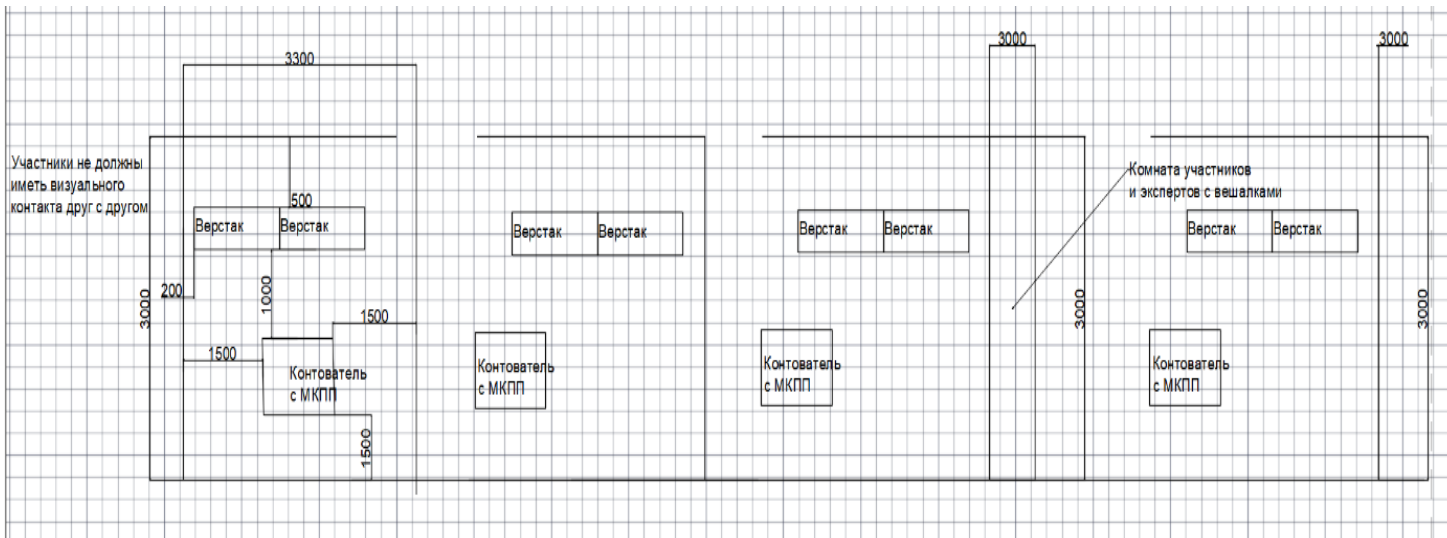 3000
3000
3300
Участники не должны
иметь визуального
контакта друг с другом
Комната участников
и экспертов с вешалками
500
Верстак
Верстак
Верстак
Верстак
Верстак
Верстак
Верстак
Верстак
200
3000
1000
3000
3000
1500
1500
Контователь
с МКПП
Контователь
с МКПП
Контователь
с МКПП
Контователь
с МКПП
1500